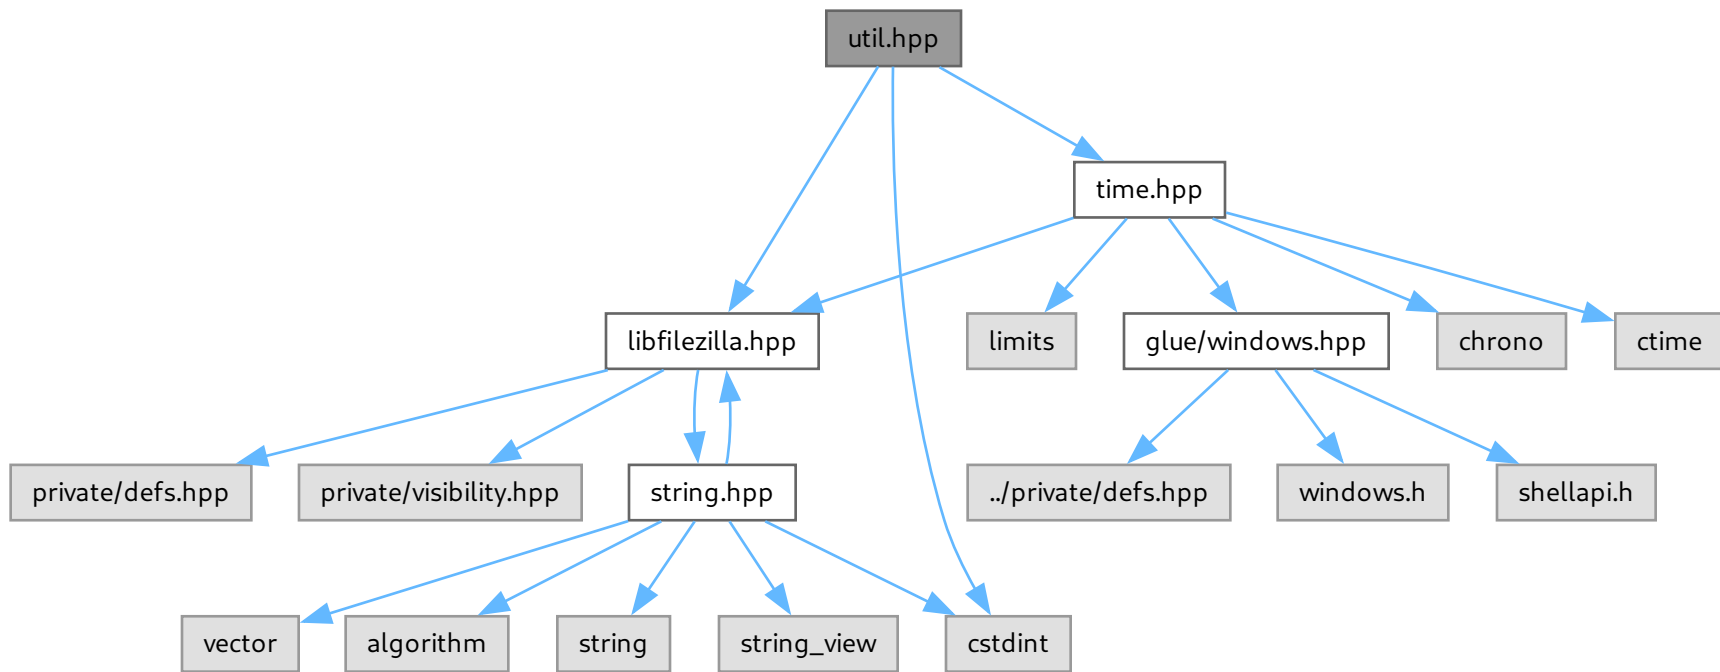 util.hpp
time.hpp
libfilezilla.hpp
limits
glue/windows.hpp
chrono
ctime
private/defs.hpp
private/visibility.hpp
string.hpp
../private/defs.hpp
windows.h
shellapi.h
vector
algorithm
string
string_view
cstdint